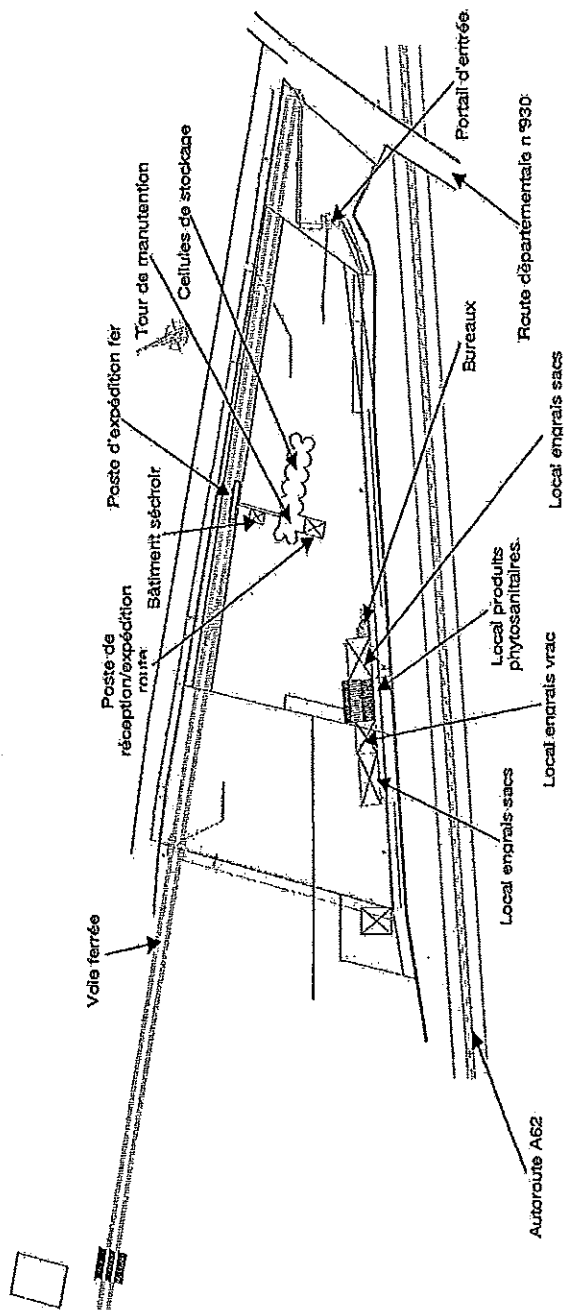 Voie ferrée
Poste de
réception/expédition
route
Bâtiment séchoir
Poste d'expédition fer
Tour de manutention
Cellules de stockage
Portail d'entrée
Route départementale n°930
Bureaux
Local engrais sacs
Local produits
phytosanitaires
Local engrais vrac
Local engrais sacs
Autoroute A62